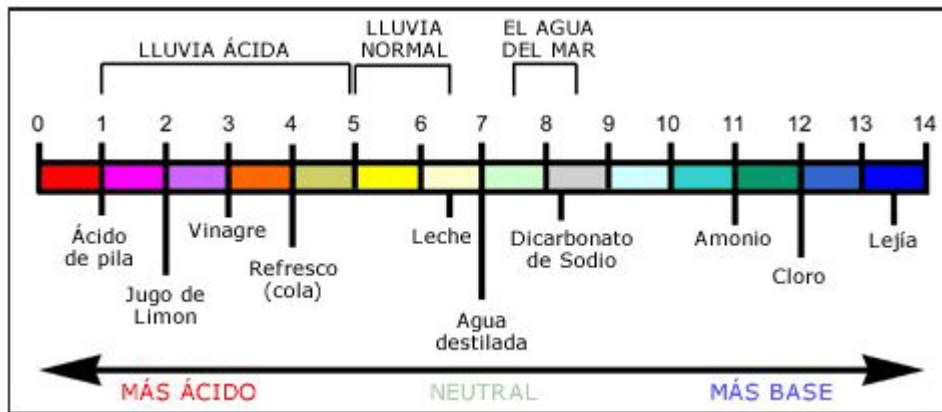 LLUVIA ÁCIDA
LLUVIA
NORMAL
EL AGUA
DEL MAR
0 1 2 3 4 5 6 7 8 9 10 11 12 13 14
Ácido
de pila
Jugo de
Limon
Vinagre
Refresco
(cola)
Leche
Agua
destilada
Dicarbonato
de Sodio
Amonio
Cloro
Lejía
MÁS ÁCIDO NEUTRAL MÁS BASE